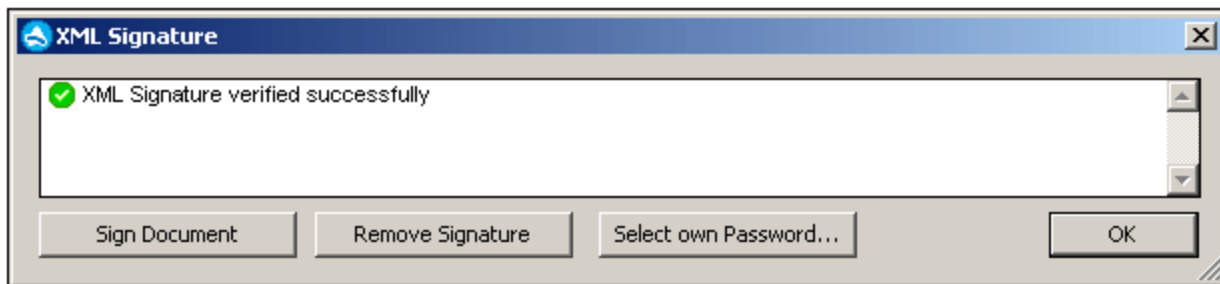 XML Signature
XML Signature verified successfully
Sign Document
Remove Signature
Select own Password...
OK